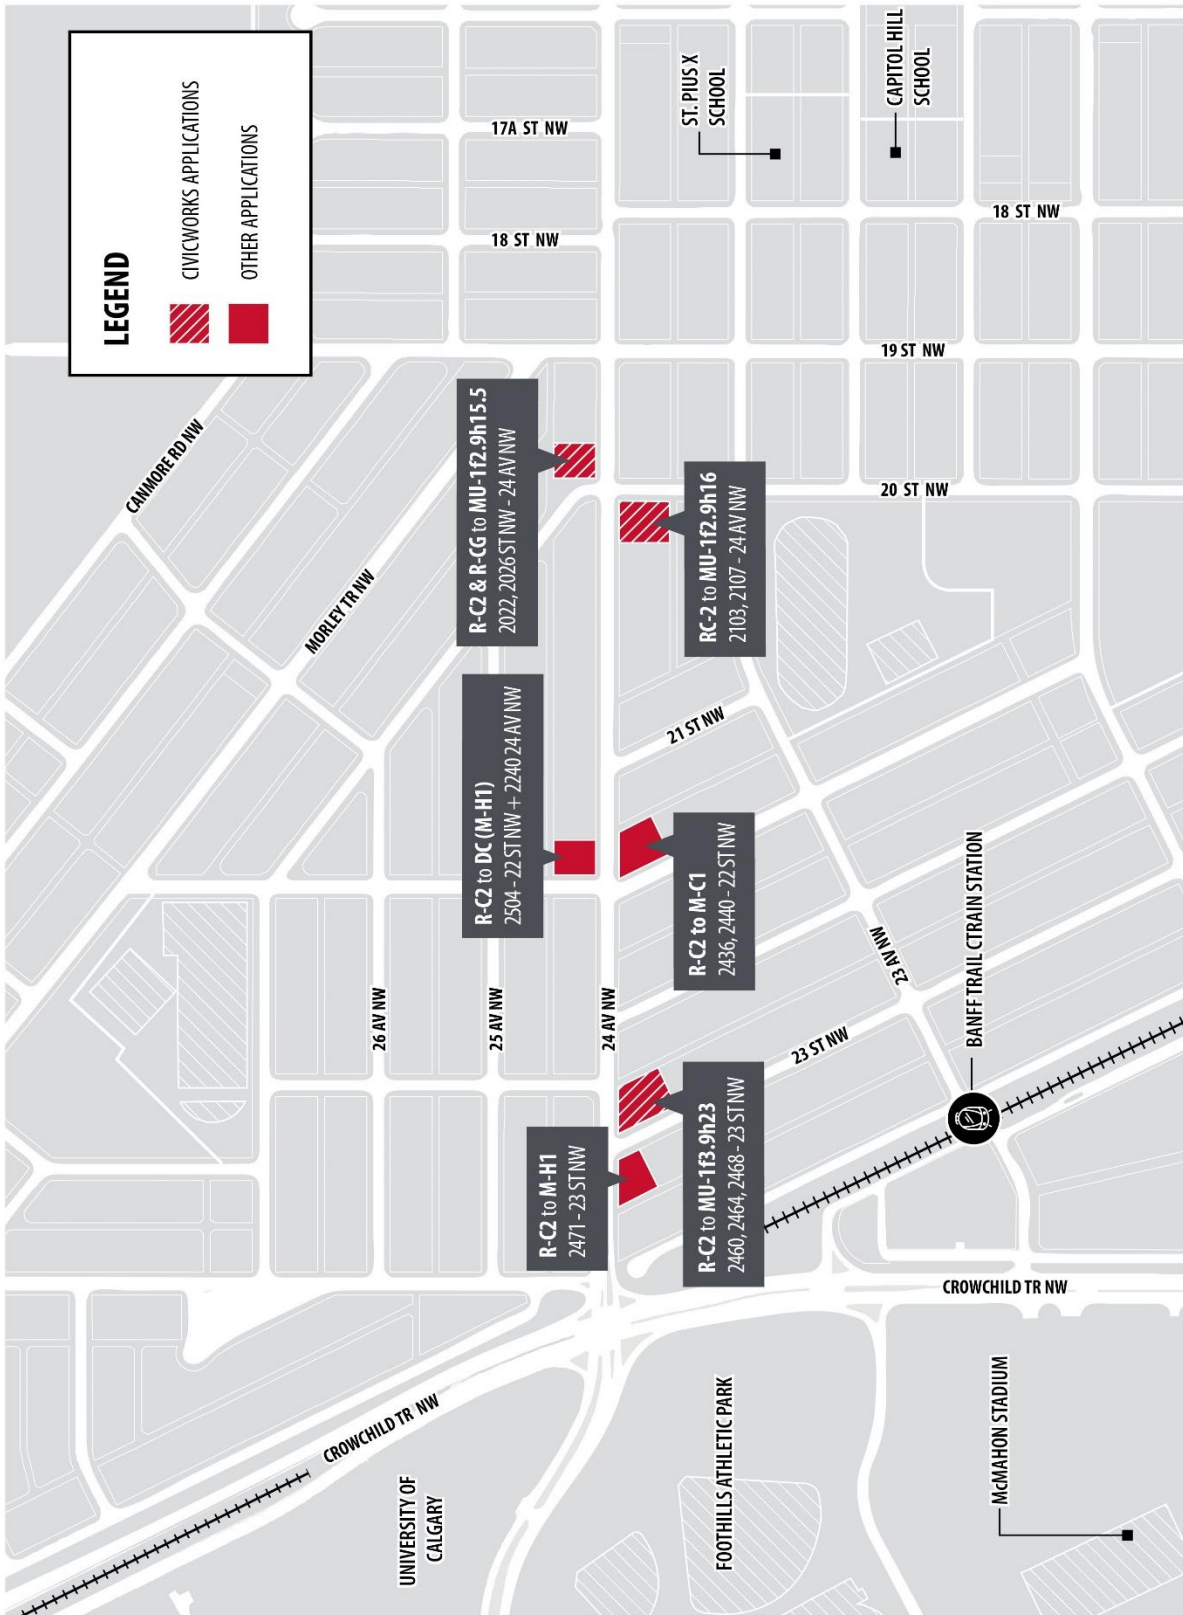 LEGEND
CIVICWORKS APPLICATIONS
OTHER APPLICATIONS
CANMORE RD NW
MORLEY TR NW
17A ST NW
18 ST NW
ST. PIUS X
SCHOOL
CAPITOL HILL
SCHOOL
18 ST NW
19 ST NW
20 ST NW
R-C2 & R-CG to MU-1f2.9h15.5
2022, 2026 ST NW - 24 AV NW
RC-2 to MU-1f2.9h16
2103, 2107 - 24 AV NW
R-C2 to DC (M-H1)
2504 - 22 ST NW + 2240 24 AV NW
R-C2 to M-C1
2436, 2440 - 22 ST NW
21 ST NW
26 AV NW
25 AV NW
24 AV NW
23 AV NW
23 ST NW
R-C2 to M-H1
2471 - 23 ST NW
R-C2 to MU-1f3.9h23
2460, 2464, 2468 - 23 ST NW
BANFF TRAIL CTRAIN STATION
CROWCHILD TR NW
CROWCHILD TR NW
UNIVERSITY OF
CALGARY
FOOTHILLS ATHLETIC PARK
McMAHON STADIUM